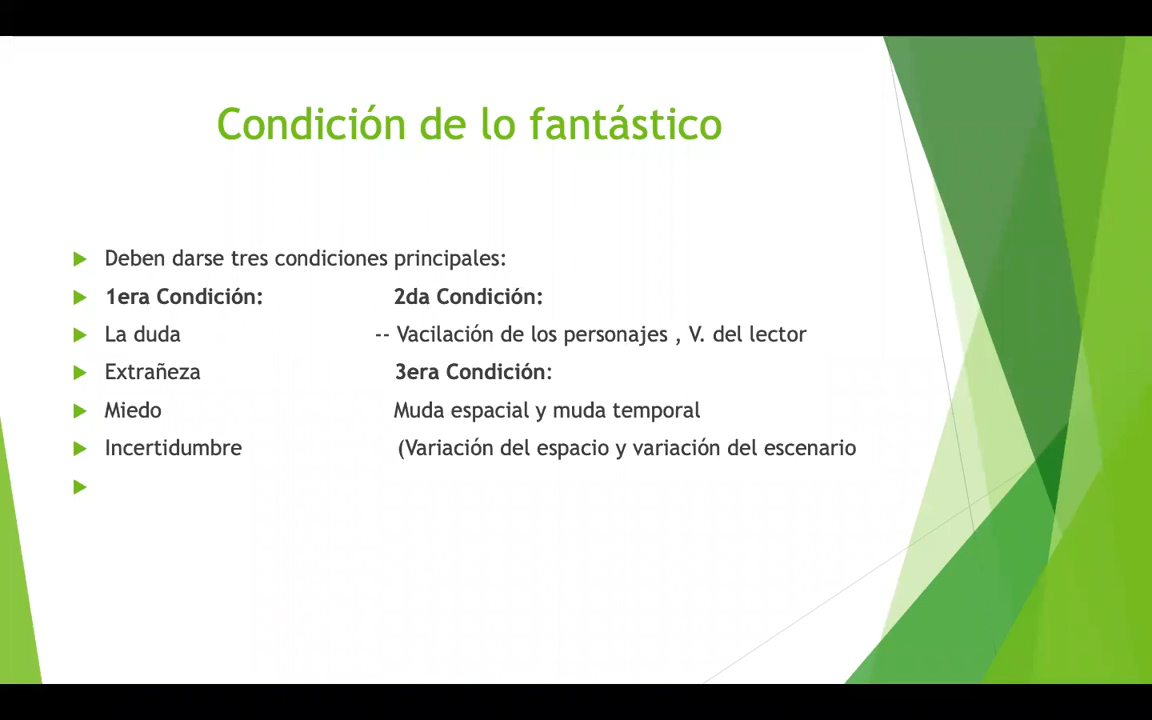 Condición de lo fantástico
Deben darse tres condiciones principales:
1era Condición: 2da Condición:
La duda -- Vacilación de los personajes , V. del lector
Extrañeza 3era Condición:
Miedo Muda espacial y muda temporal
Incertidumbre (Variación del espacio y variación del escenario